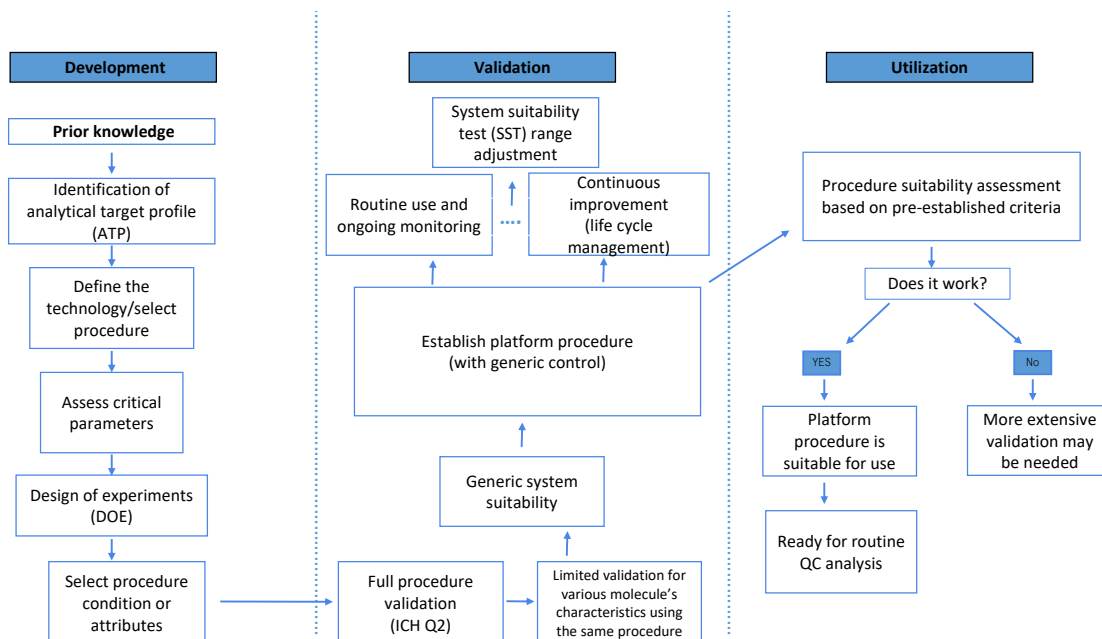 Development
Prior knowledge
Identification of
analytical target profile
(ATP)
Define the
technology/select
procedure
Assess critical
parameters
Design of experiments
(DOE)
Select procedure
condition or
attributes
Validation
System suitability
test (SST) range
adjustment
Routine use and
ongoing monitoring
....
Continuous
improvement
(life cycle
management)
Establish platform procedure
(with generic control)
Generic system
suitability
Full procedure
validation
(ICH Q2)
Limited validation for
various molecule's
characteristics using
the same procedure
Utilization
Procedure suitability assessment
based on pre-established criteria
Does it work?
YES
No
Platform
procedure is
suitable for use
More extensive
validation may
be needed
Ready for routine
QC analysis